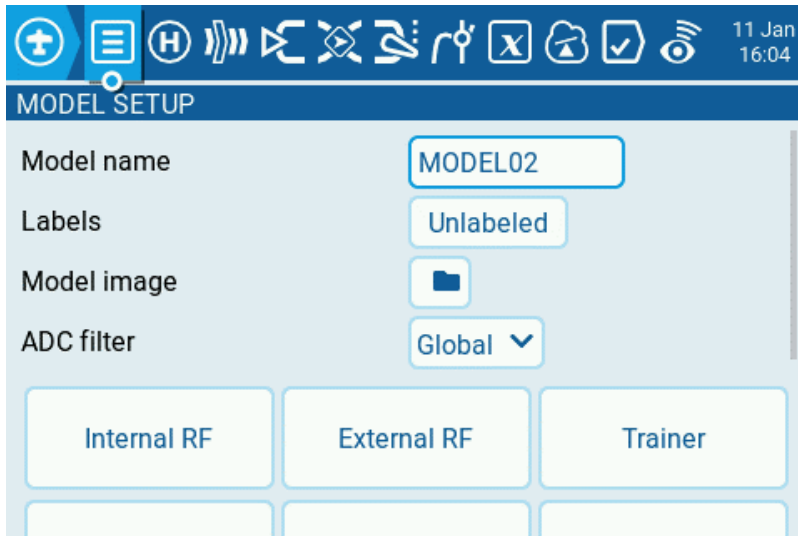 11 Jan
16:04
MODEL SETUP
Model name
MODEL02
Labels
Unlabeled
Model image
ADC filter
Global
Internal RF
External RF
Trainer